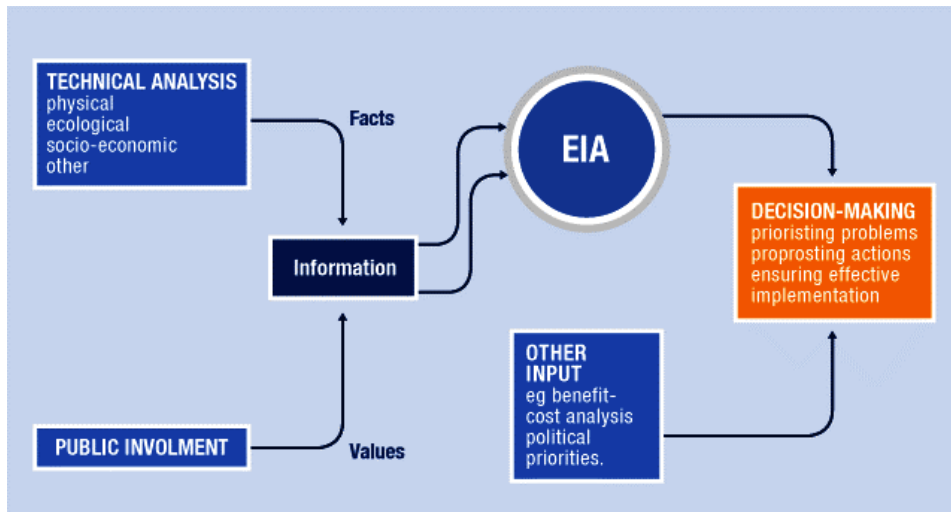 TECHNICAL ANALYSIS
physical
ecological
socio-economic
other
Facts
EIA
Information
DECISION-MAKING
prioristing problems
proprosting actions
ensuring effective
implementation
OTHER
INPUT
eg benefit-
cost analysis
political
priorities.
PUBLIC INVOLMENT
Values